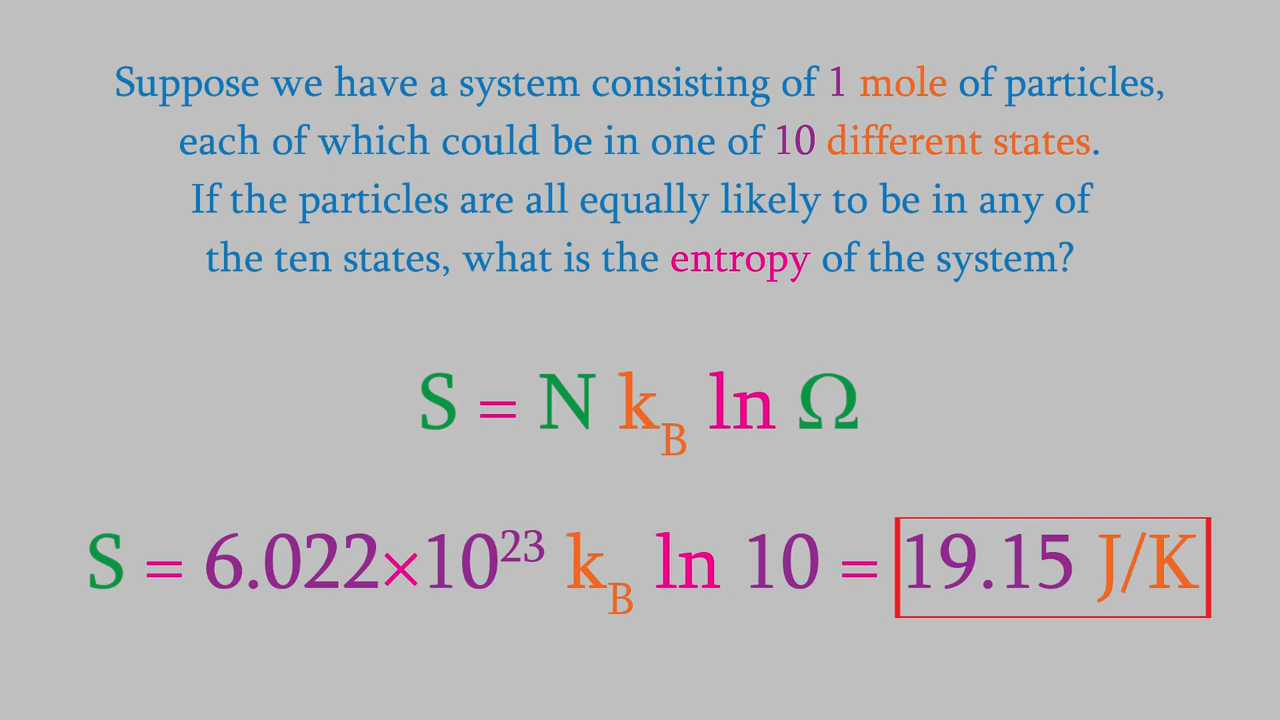 Suppose we have a system consisting of 1 mole of particles,
each of which could be in one of 10 different states.
If the particles are all equally likely to be in any of
the ten states, what is the entropy of the system?
S = N k_B ln Ω
S = 6.022×10²³ k_B ln 10 = 19.15 J/K